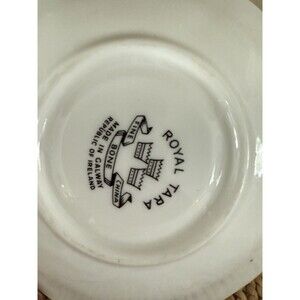 ROYAL TARA
FINE
BONE
CHINA
MADE IN GALWAY
REPUBLIC OF IRELAND